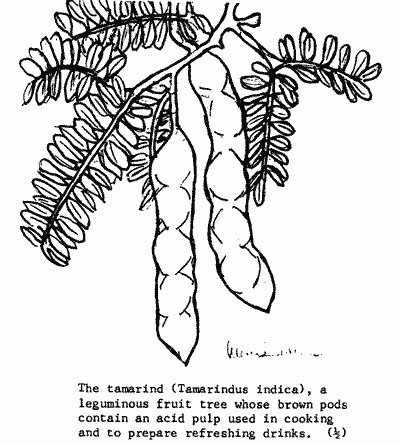 The tamarind (Tamarindus indica), a
leguminous fruit tree whose brown pods
contain an acid pulp used in cooking
and to prepare refreshing drinks. (½)